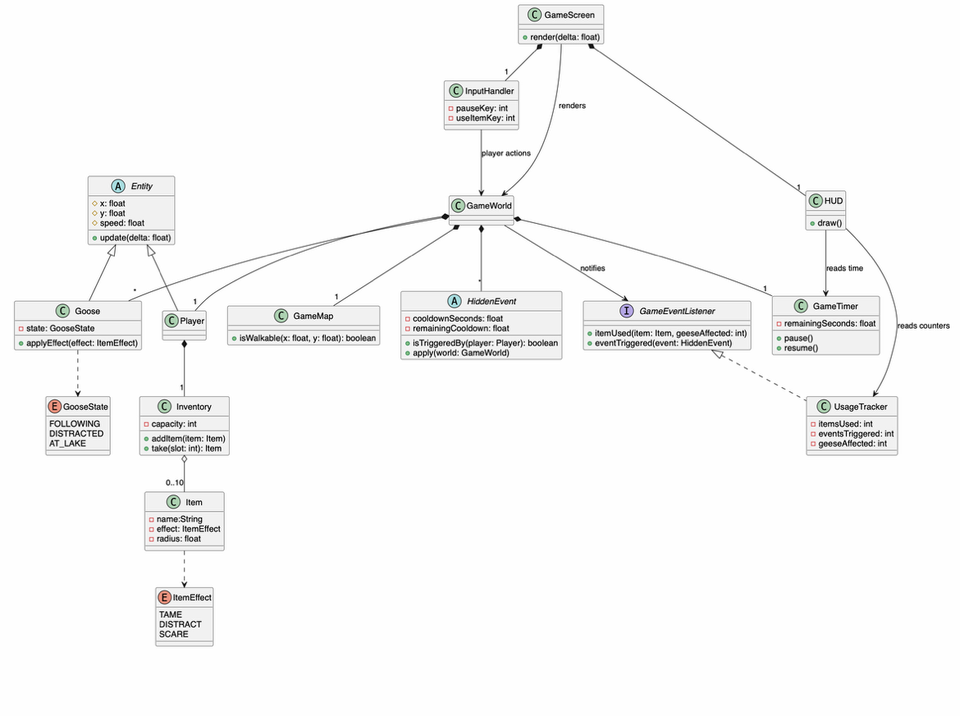 C GameScreen
render(delta: float)
1
C InputHandler
pauseKey: int
useItemKey: int
renders
player actions
A Entity
x: float
y: float
speed: float
update(delta: float)
C GameWorld
1
C HUD
draw()
notifies
reads time
reads counters
*
1
1
*
1
C Goose
state: GooseState
applyEffect(effect: ItemEffect)
C Player
C GameMap
isWalkable(x: float, y: float): boolean
A HiddenEvent
cooldownSeconds: float
remainingCooldown: float
isTriggeredBy(player: Player): boolean
apply(world: GameWorld)
I GameEventListener
itemUsed(item: Item, geeseAffected: int)
eventTriggered(event: HiddenEvent)
C GameTimer
remainingSeconds: float
pause()
resume()
E GooseState
FOLLOWING
DISTRACTED
AT_LAKE
1
C Inventory
capacity: int
addItem(item: Item)
take(slot: int): Item
C UsageTracker
itemsUsed: int
eventsTriggered: int
geeseAffected: int
0..10
C Item
name:String
effect: ItemEffect
radius: float
E ItemEffect
TAME
DISTRACT
SCARE